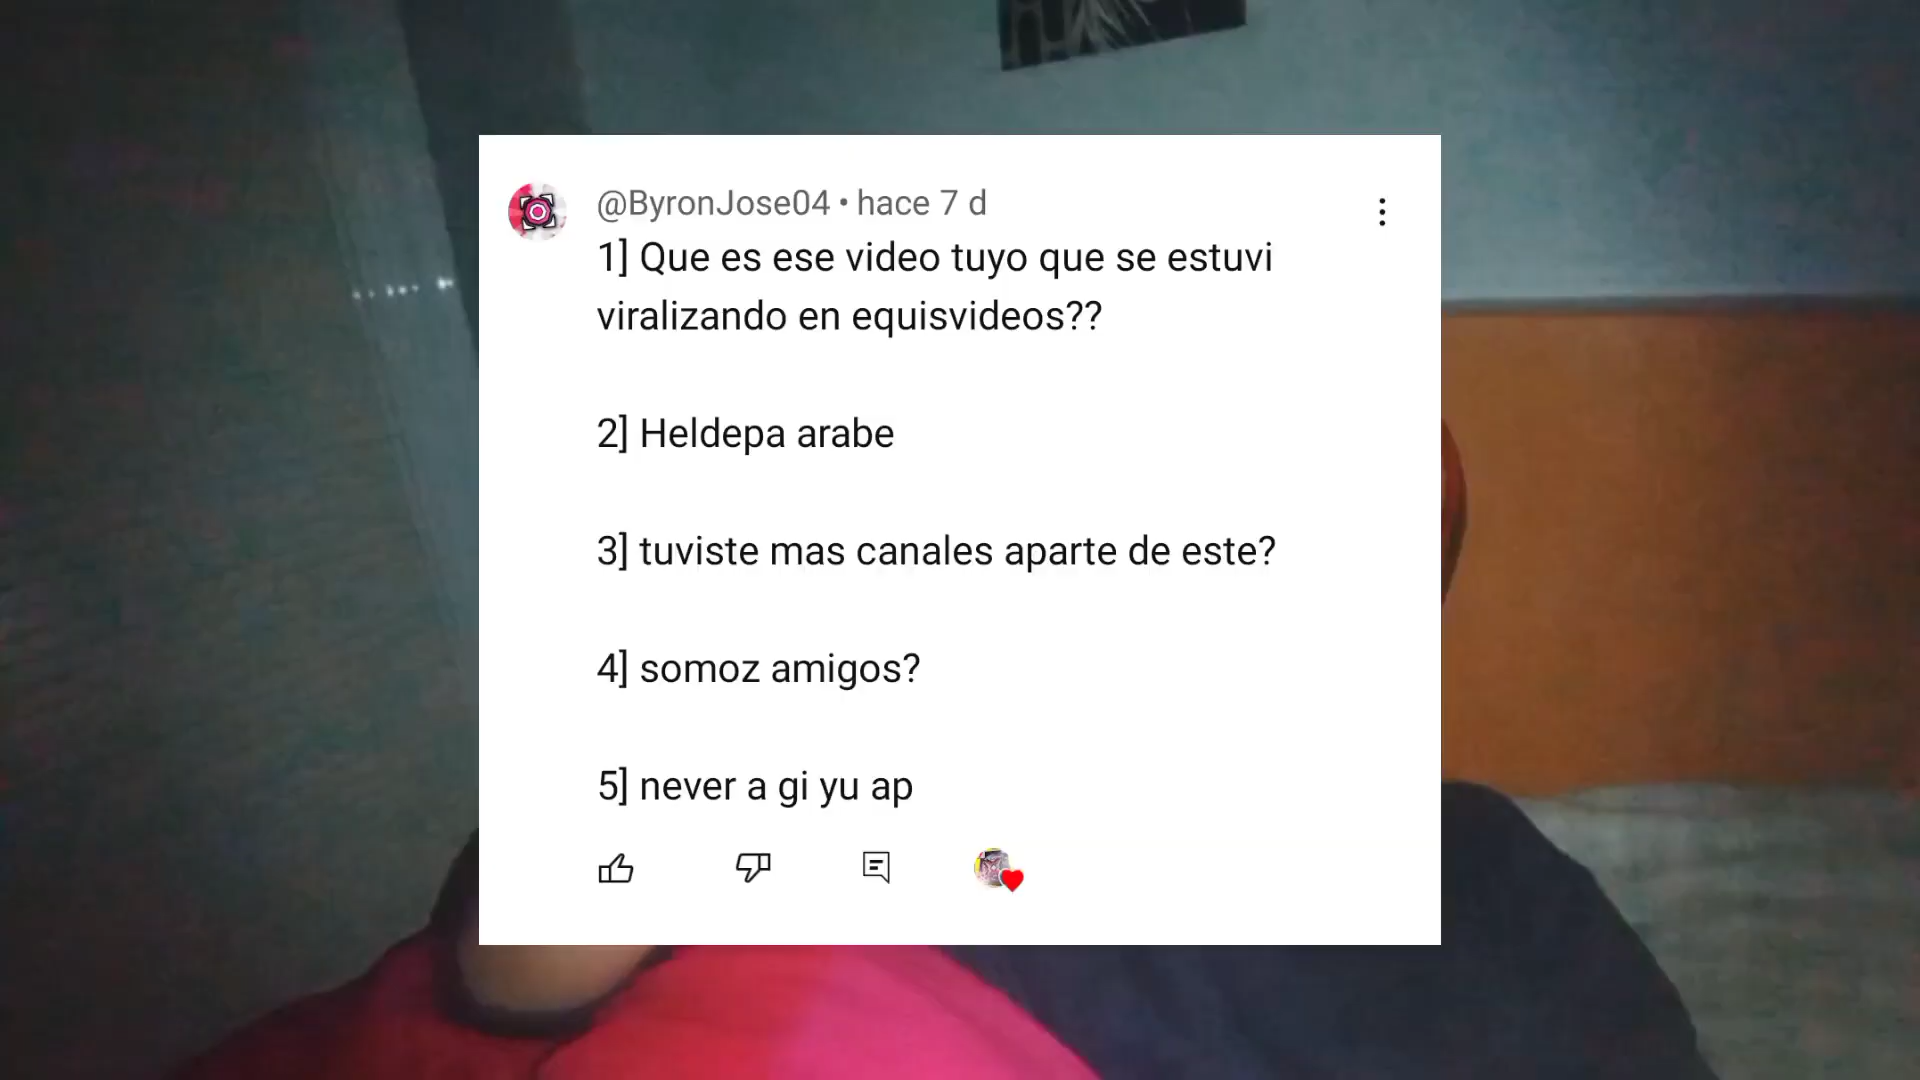 @ByronJose04 • hace 7 d
1] Que es ese video tuyo que se estuvi
viralizando en equisvideos??
2] Heldepa arabe
3] tuviste mas canales aparte de este?
4] somoz amigos?
5] never a gi yu ap